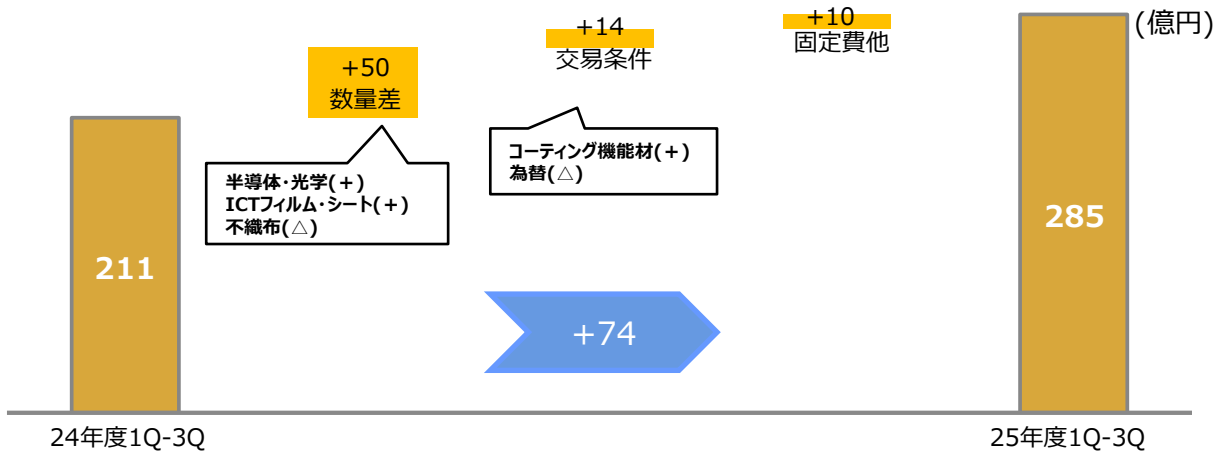 (億円)
+50
数量差
+14
交易条件
+10
固定費他
半導体・光学(+)
ICTフィルム・シート(+)
不織布(△)
コーティング機能材(+)
為替(△)
211
285
+74
24年度1Q-3Q
25年度1Q-3Q